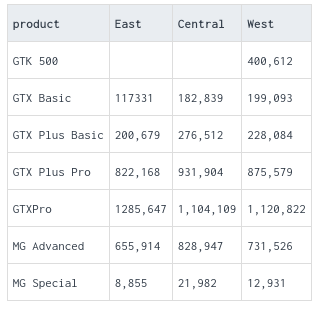 product East Central West
GTK 500 400,612
GTX Basic 117331 182,839 199,093
GTX Plus Basic 200,679 276,512 228,084
GTX Plus Pro 822,168 931,904 875,579
GTXPro 1285,647 1,104,109 1,120,822
MG Advanced 655,914 828,947 731,526
MG Special 8,855 21,982 12,931